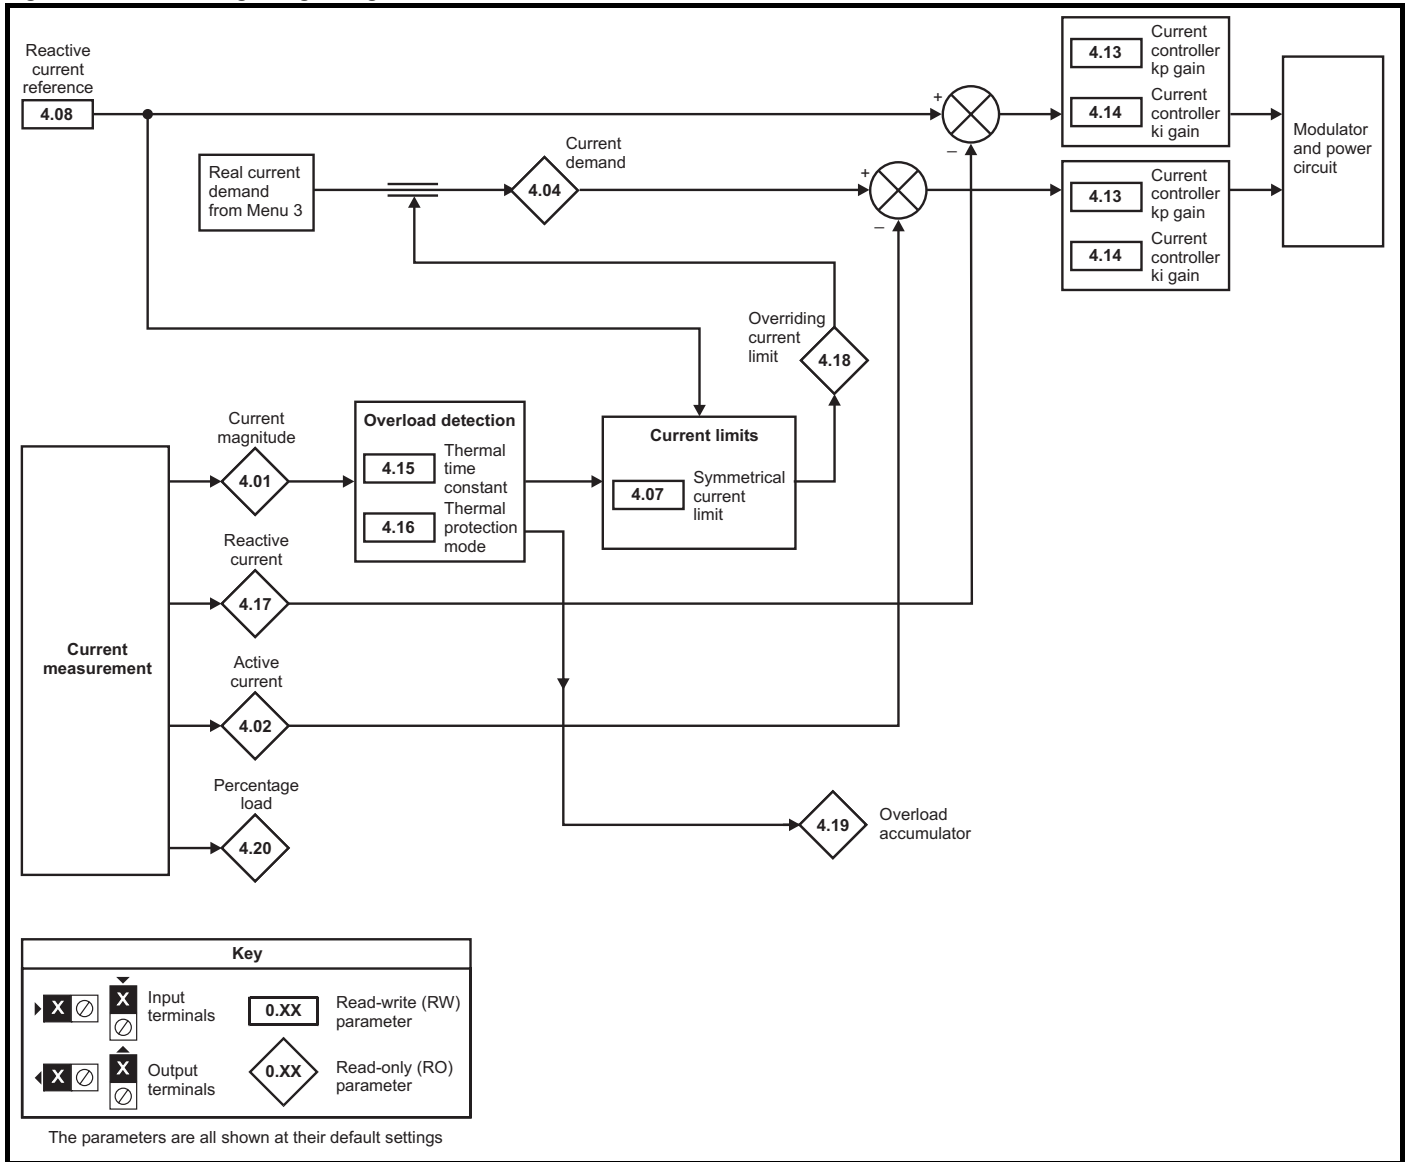 Reactive
current
reference
4.08
Real current
demand
from Menu 3
Current
demand
4.04
+
–
+
–
4.13
Current
controller
kp gain
4.14
Current
controller
ki gain
4.13
Current
controller
kp gain
4.14
Current
controller
ki gain
Modulator
and power
circuit
Overriding
current
limit
4.18
Current
measurement
Current
magnitude
4.01
Overload detection
4.15
Thermal
time
constant
4.16
Thermal
protection
mode
Current limits
4.07
Symmetrical
current
limit
Reactive
current
4.17
Active
current
4.02
Percentage
load
4.20
4.19
Overload
accumulator
Key
X
X
Input
terminals
0.XX
Read-write (RW)
parameter
X
X
Output
terminals
0.XX
Read-only (RO)
parameter
The parameters are all shown at their default settings